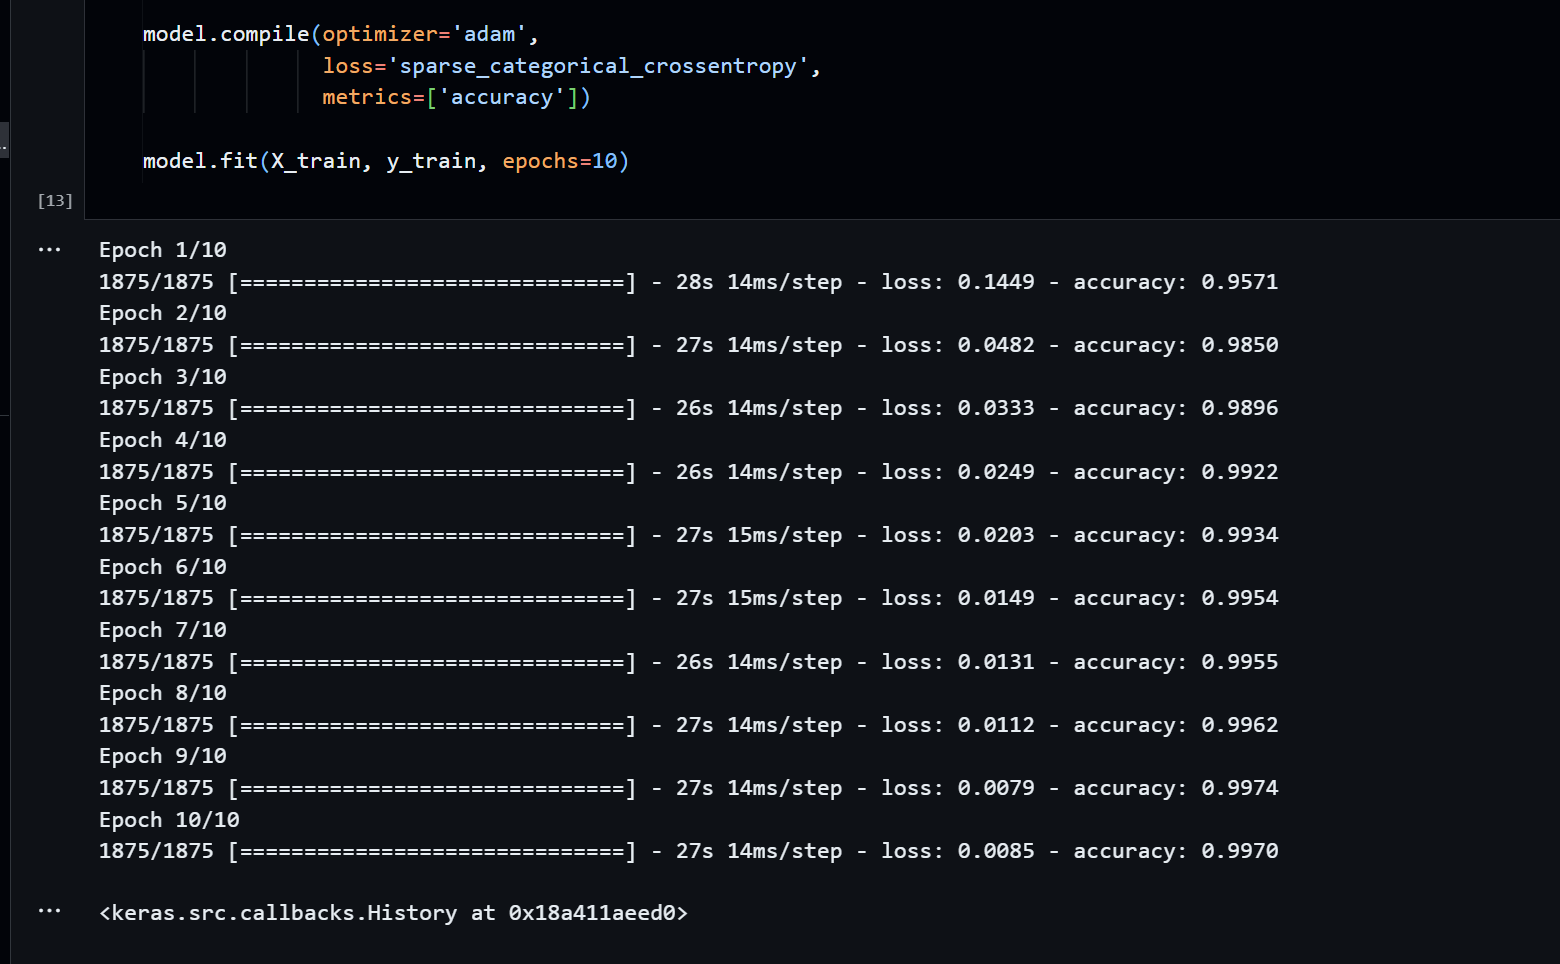 model.compile(optimizer='adam',
loss='sparse_categorical_crossentropy',
metrics=['accuracy'])
model.fit(X_train, y_train, epochs=10)
[13]
... Epoch 1/10
1875/1875 [==============================] - 28s 14ms/step - loss: 0.1449 - accuracy: 0.9571
Epoch 2/10
1875/1875 [==============================] - 27s 14ms/step - loss: 0.0482 - accuracy: 0.9850
Epoch 3/10
1875/1875 [==============================] - 26s 14ms/step - loss: 0.0333 - accuracy: 0.9896
Epoch 4/10
1875/1875 [==============================] - 26s 14ms/step - loss: 0.0249 - accuracy: 0.9922
Epoch 5/10
1875/1875 [==============================] - 27s 15ms/step - loss: 0.0203 - accuracy: 0.9934
Epoch 6/10
1875/1875 [==============================] - 27s 15ms/step - loss: 0.0149 - accuracy: 0.9954
Epoch 7/10
1875/1875 [==============================] - 26s 14ms/step - loss: 0.0131 - accuracy: 0.9955
Epoch 8/10
1875/1875 [==============================] - 27s 14ms/step - loss: 0.0112 - accuracy: 0.9962
Epoch 9/10
1875/1875 [==============================] - 27s 14ms/step - loss: 0.0079 - accuracy: 0.9974
Epoch 10/10
1875/1875 [==============================] - 27s 14ms/step - loss: 0.0085 - accuracy: 0.9970
... <keras.src.callbacks.History at 0x18a411aeed0>